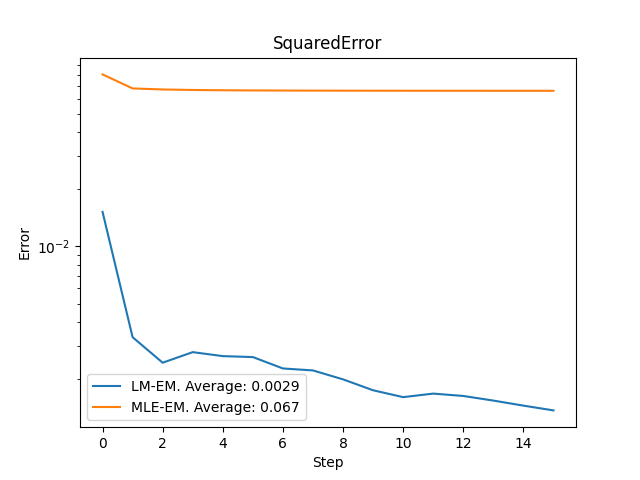 SquaredError
Error
10⁻²
LM-EM. Average: 0.0029
MLE-EM. Average: 0.067
0 2 4 6 8 10 12 14
Step